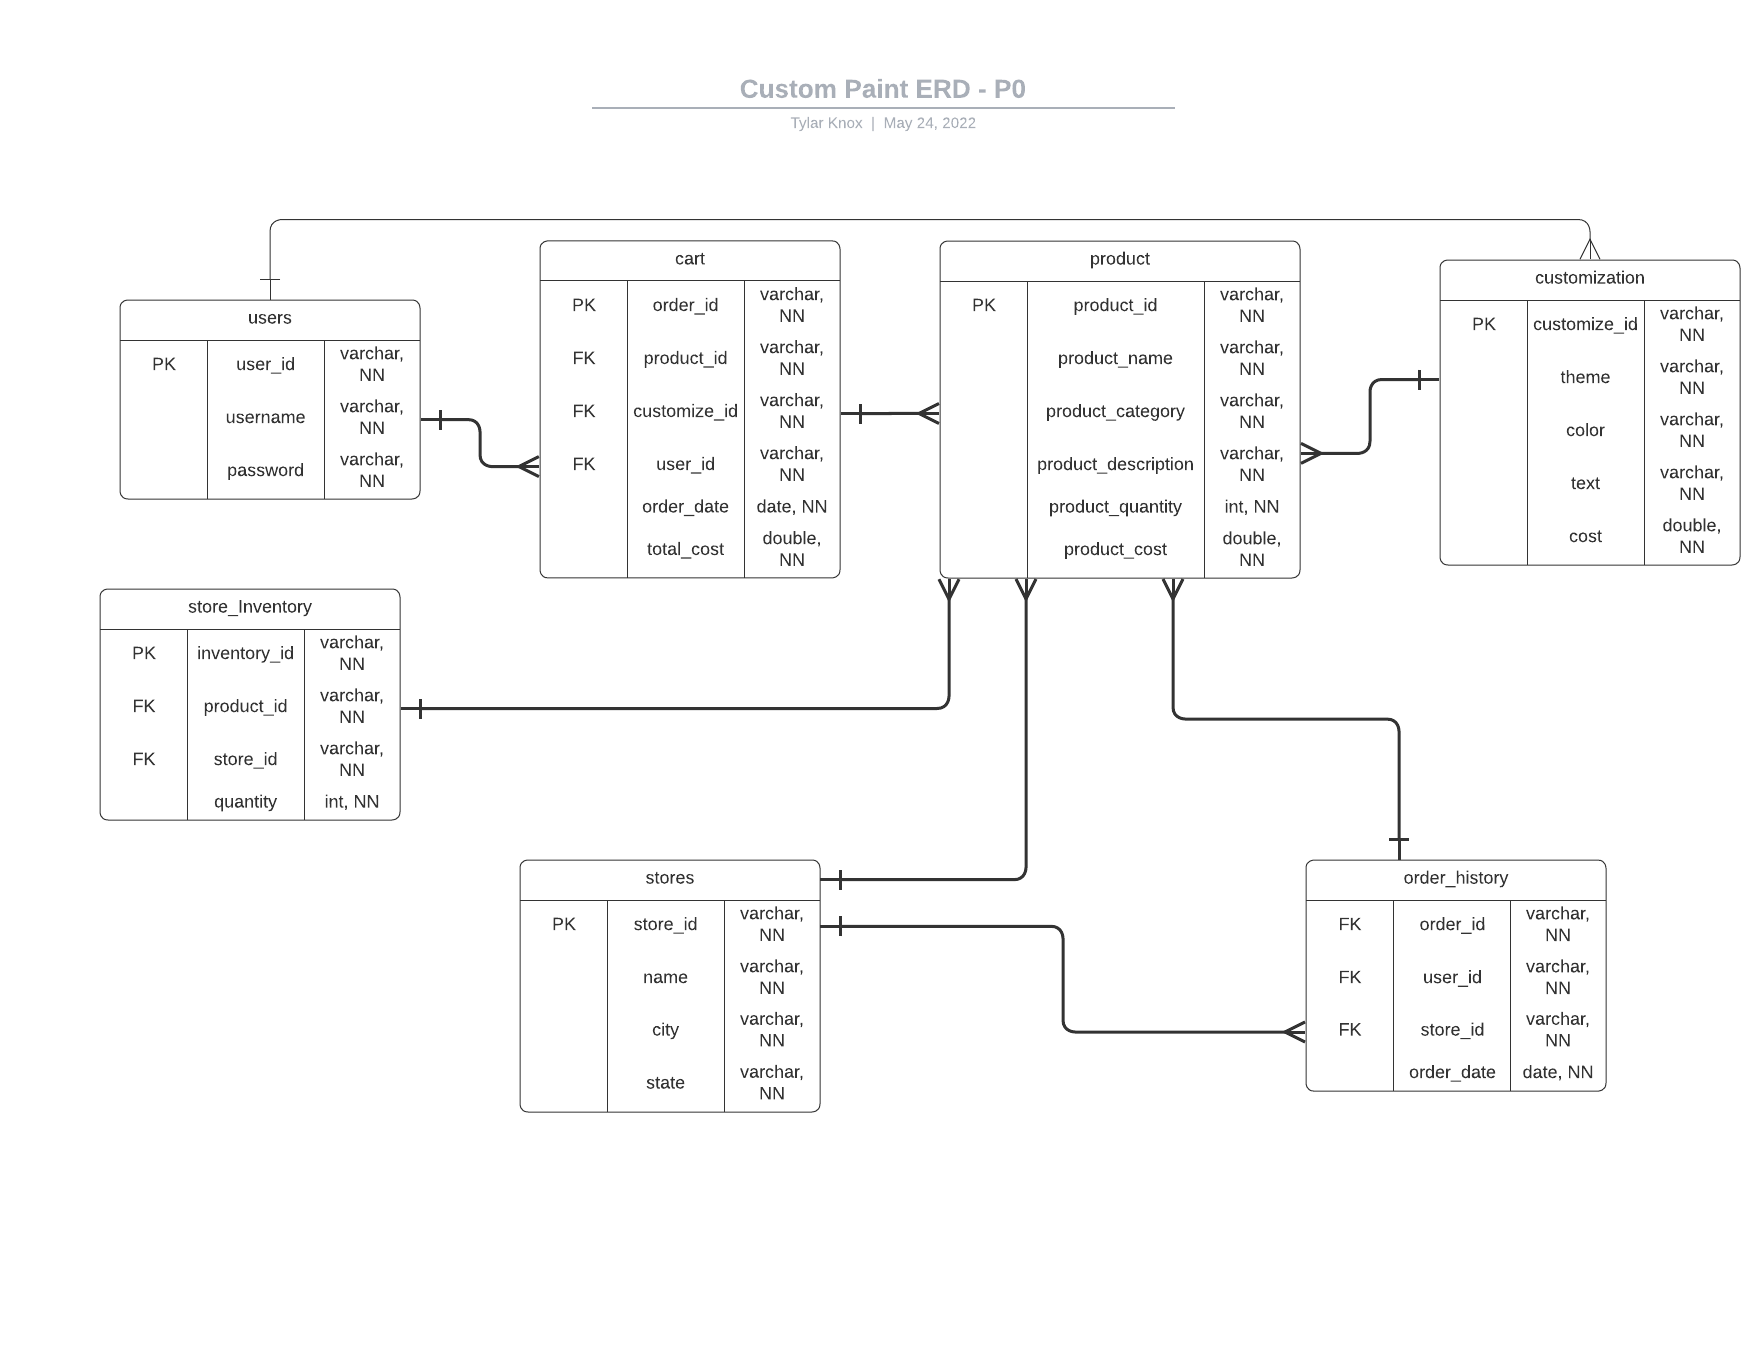 Custom Paint ERD - P0
Tylar Knox | May 24, 2022
users
PK user_id varchar, NN
username varchar, NN
password varchar, NN
cart
PK order_id varchar, NN
FK product_id varchar, NN
FK customize_id varchar, NN
FK user_id varchar, NN
order_date date, NN
total_cost double, NN
product
PK product_id varchar, NN
product_name varchar, NN
product_category varchar, NN
product_description varchar, NN
product_quantity int, NN
product_cost double, NN
customization
PK customize_id varchar, NN
theme varchar, NN
color varchar, NN
text varchar, NN
cost double, NN
store_Inventory
PK inventory_id varchar, NN
FK product_id varchar, NN
FK store_id varchar, NN
quantity int, NN
stores
PK store_id varchar, NN
name varchar, NN
city varchar, NN
state varchar, NN
order_history
FK order_id varchar, NN
FK user_id varchar, NN
FK store_id varchar, NN
order_date date, NN